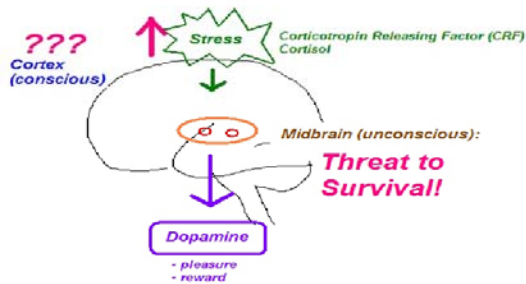 ???
Cortex
(conscious)
Stress
Corticotropin Releasing Factor (CRF)
Cortisol
Midbrain (unconscious):
Threat to
Survival!
Dopamine
- pleasure
- reward